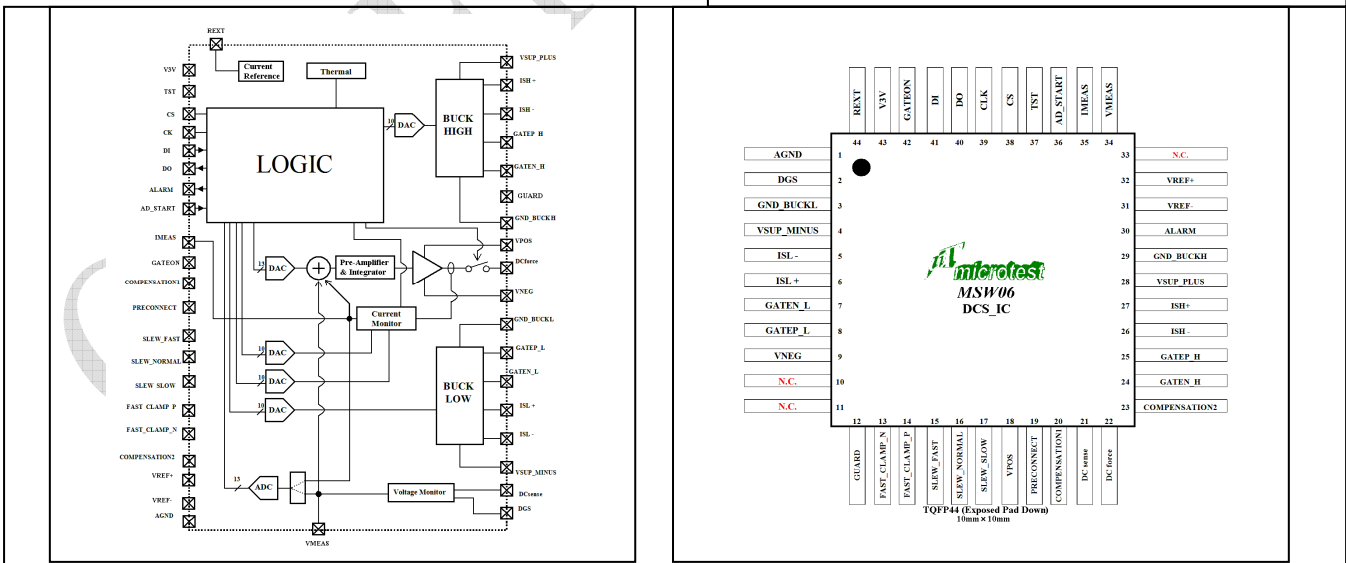 REXT
V3V
TST
CS
CK
DI
DO
ALARM
AD_START
IMEAS
GATEON
COMPENSATION1
PRECONNECT
SLEW_FAST
SLEW_NORMAL
SLEW SLOW
FAST CLAMP P
FAST_CLAMP_N
COMPENSATION2
VREF+
VREF-
AGND
Current
Reference
Thermal
LOGIC
10
DAC
BUCK
HIGH
13
DAC
+
Pre-Amplifier
& Integrator
Current
Monitor
10
DAC
10
DAC
10
DAC
BUCK
LOW
13
ADC
Voltage Monitor
VMEAS
VSUP_PLUS
ISH +
ISH -
GATEP H
GATEN_H
GUARD
GND_BUCKH
VPOS
DCforce
VNEG
GND_BUCKL
GATEP_L
GATEN_L
ISL +
ISL -
VSUP_MINUS
DCsense
DGS
REXT
V3V
GATEON
DI
DO
CLK
CS
TST
AD_START
IMEAS
VMEAS
44 43 42 41 40 39 38 37 36 35 34
AGND 1
DGS 2
GND_BUCKL 3
VSUP_MINUS 4
ISL - 5
ISL + 6
GATEN_L 7
GATEP_L 8
VNEG 9
N.C. 10
N.C. 11
microtest
MSW06
DCS_IC
33 N.C.
32 VREF+
31 VREF-
30 ALARM
29 GND_BUCKH
28 VSUP_PLUS
27 ISH+
26 ISH -
25 GATEP_H
24 GATEN_H
23 COMPENSATION2
12 13 14 15 16 17 18 19 20 21 22
GUARD
FAST_CLAMP_N
FAST_CLAMP_P
SLEW_FAST
SLEW_NORMAL
SLEW_SLOW
VPOS
PRECONNECT
COMPENSATION1
DC sense
DC force
TQFP44 (Exposed Pad Down)
10mm × 10mm